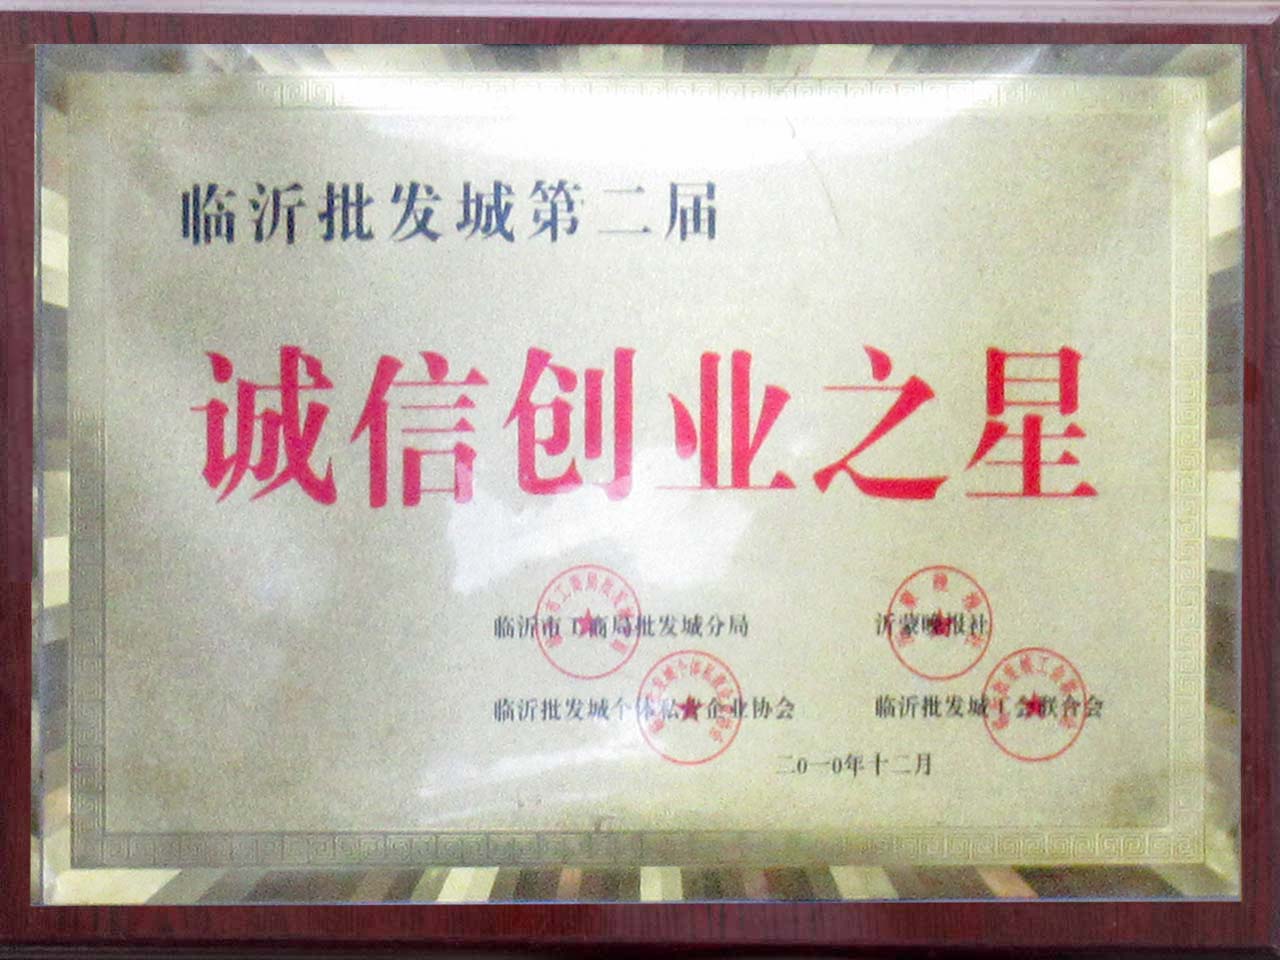 临沂批发城第二届
诚信创业之星
临沂市工商局批发城分局 沂蒙晚报社
临沂批发城个体私营企业协会 临沂批发城工会联合会
二0一0年十二月